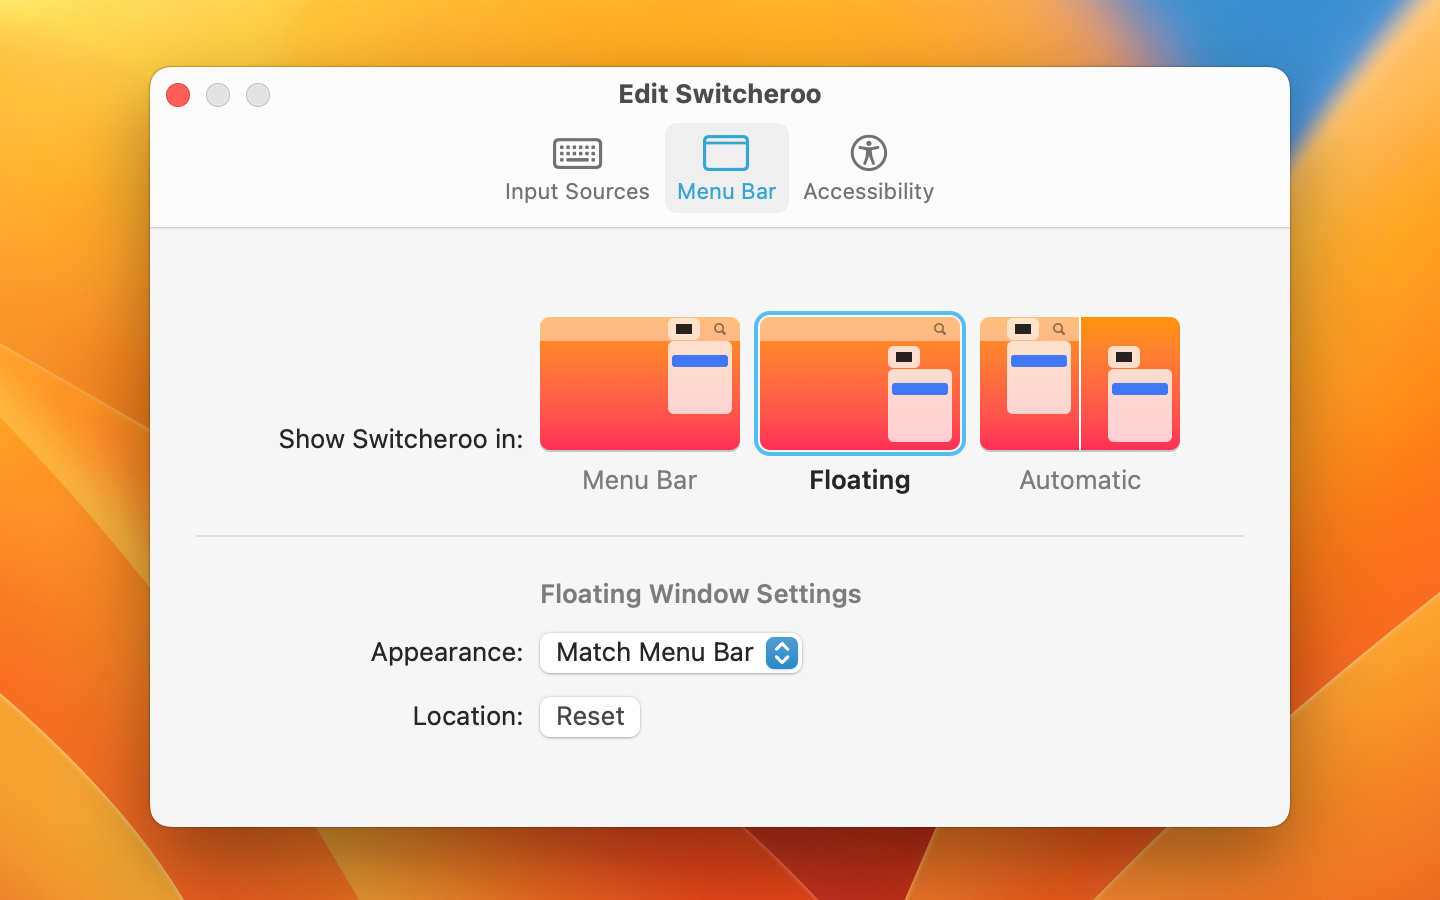 Edit Switcheroo
Input Sources
Menu Bar
Accessibility
Show Switcheroo in:
Menu Bar
Floating
Automatic
Floating Window Settings
Appearance: Match Menu Bar
Location: Reset